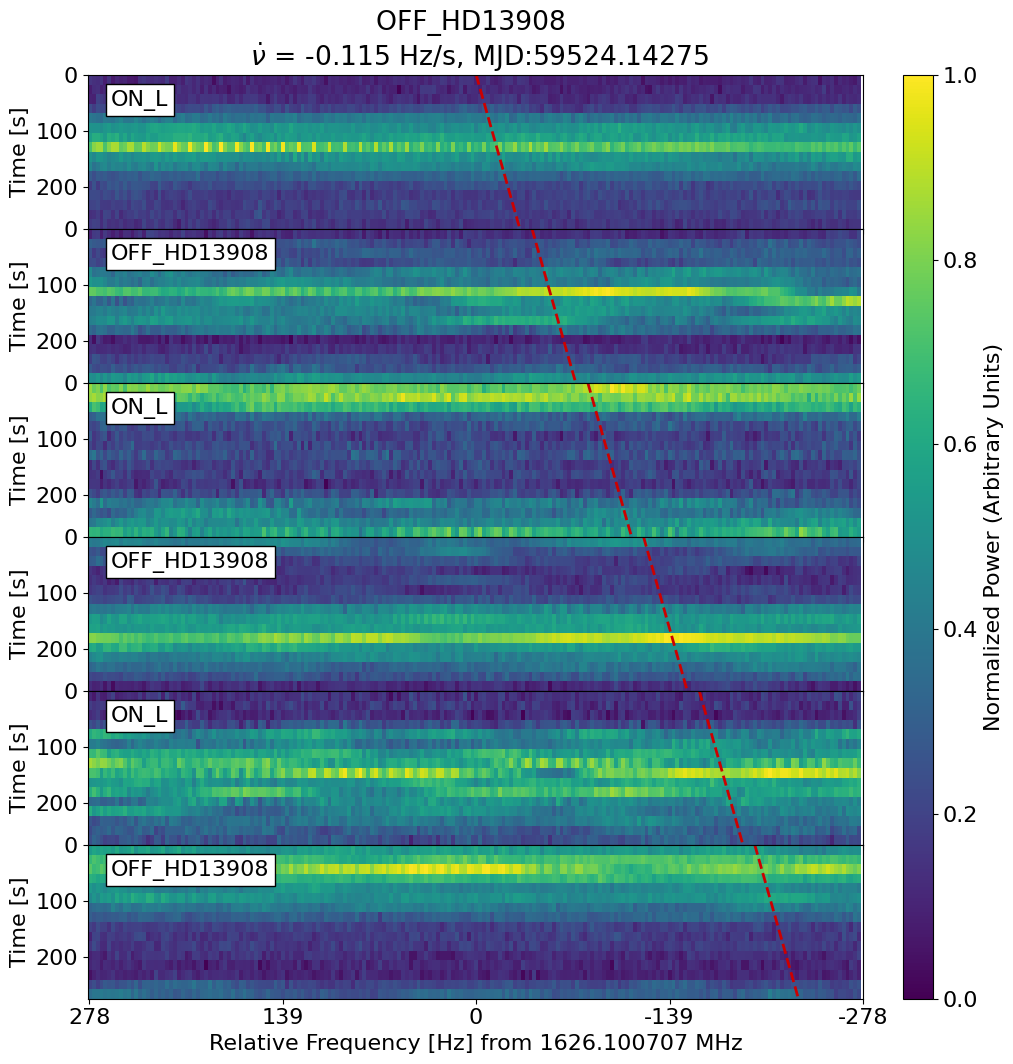 OFF_HD13908
ν̇ = -0.115 Hz/s, MJD:59524.14275
ON_L
OFF_HD13908
ON_L
OFF_HD13908
ON_L
OFF_HD13908
Time [s]
0
100
200
Time [s]
0
100
200
Time [s]
0
100
200
Time [s]
0
100
200
Time [s]
0
100
200
Time [s]
0
100
200
278 139 0 -139 -278
Relative Frequency [Hz] from 1626.100707 MHz
1.0
0.8
0.6
0.4
0.2
0.0
Normalized Power (Arbitrary Units)